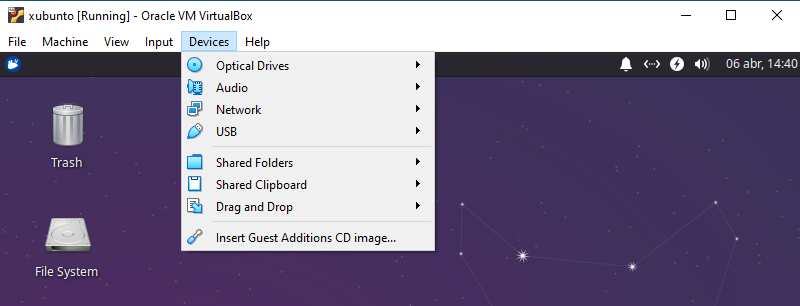 xubunto [Running] - Oracle VM VirtualBox
File Machine View Input Devices Help
06 abr, 14:40
Optical Drives
Audio
Network
USB
Shared Folders
Shared Clipboard
Drag and Drop
Insert Guest Additions CD image...
Trash
File System